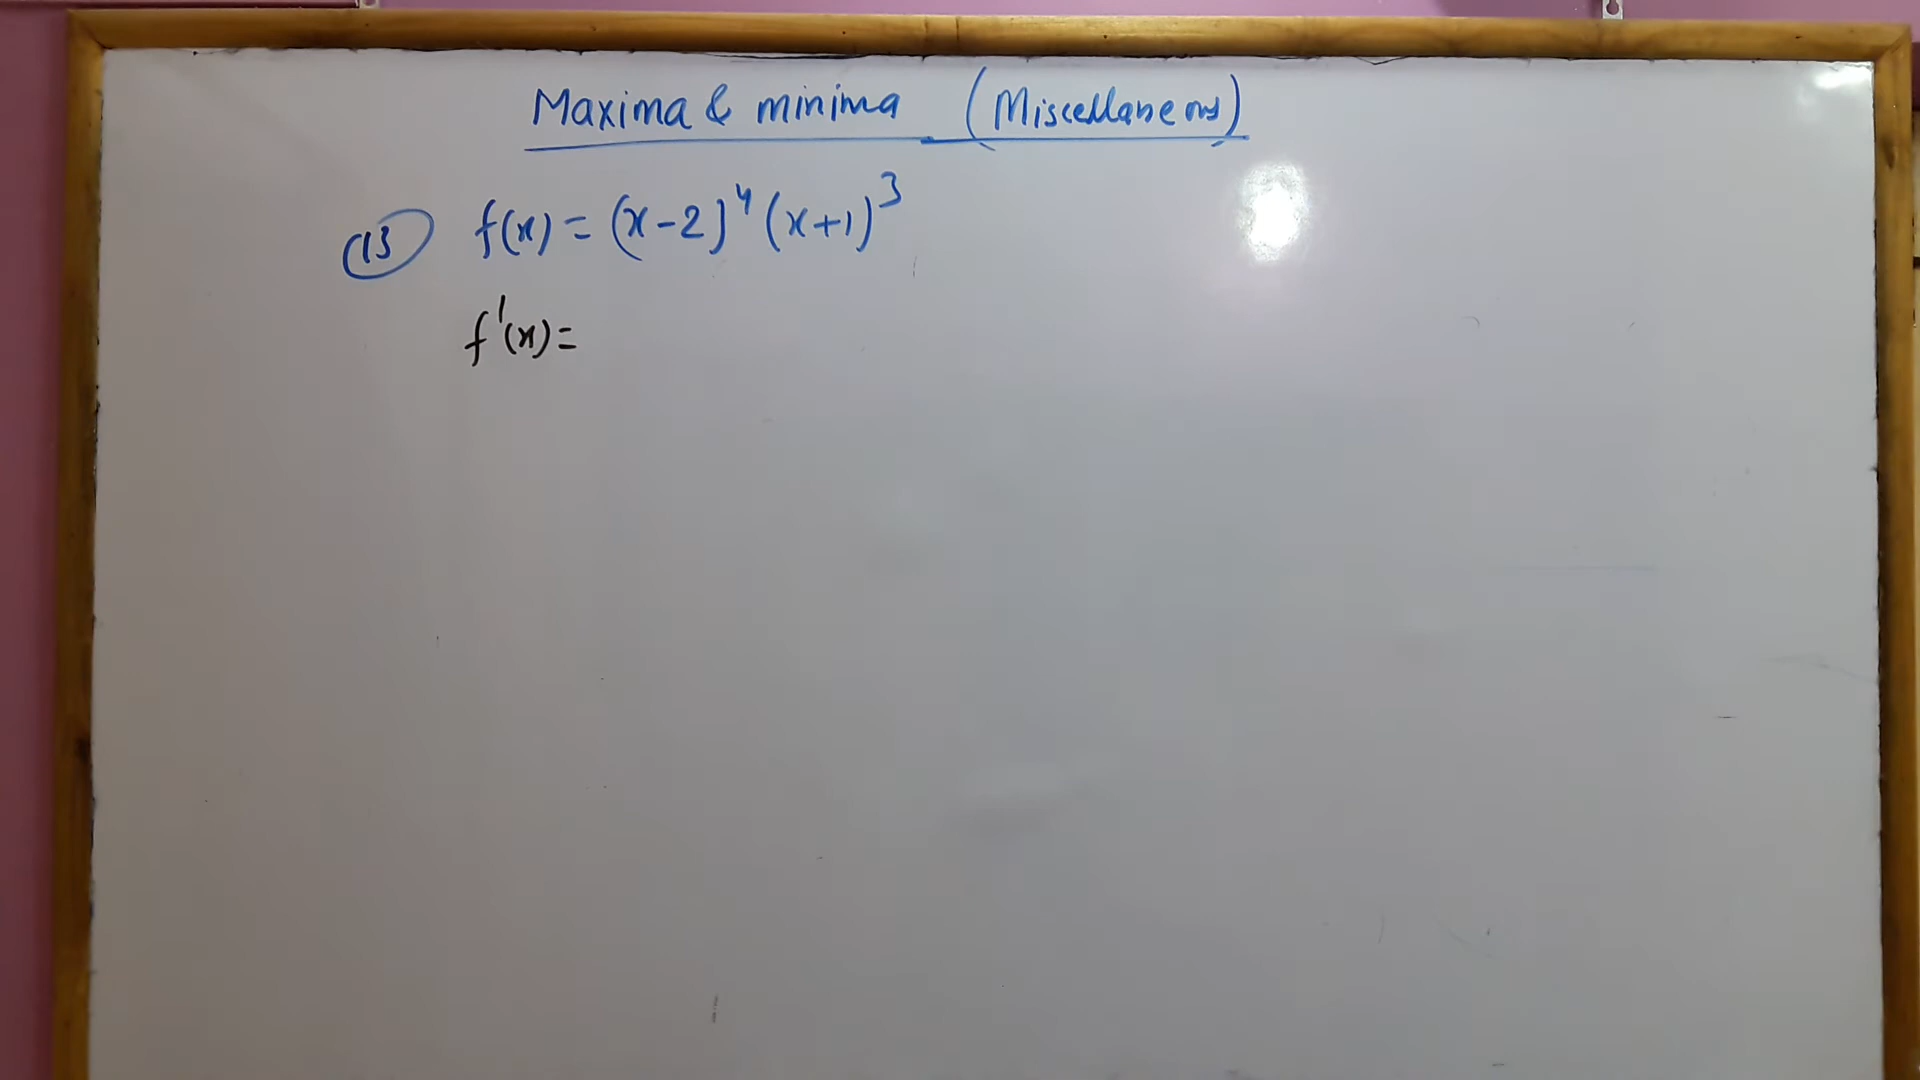 Maxima & minima (Miscellaneous)
(13) f(x) = (x-2)⁴ (x+1)³
f'(x) =